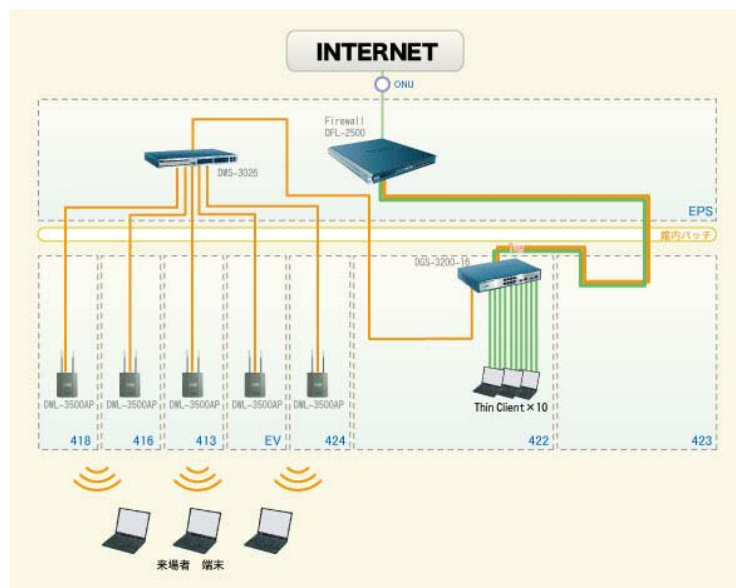 INTERNET
ONU
Firewall
DFL-2500
DWS-3026
EPS
館内パッチ
DGS-3200-16
DWL-3500AP
DWL-3500AP
DWL-3500AP
DWL-3500AP
DWL-3500AP
Thin Client×10
418
416
413
EV
424
422
423
来場者 端末